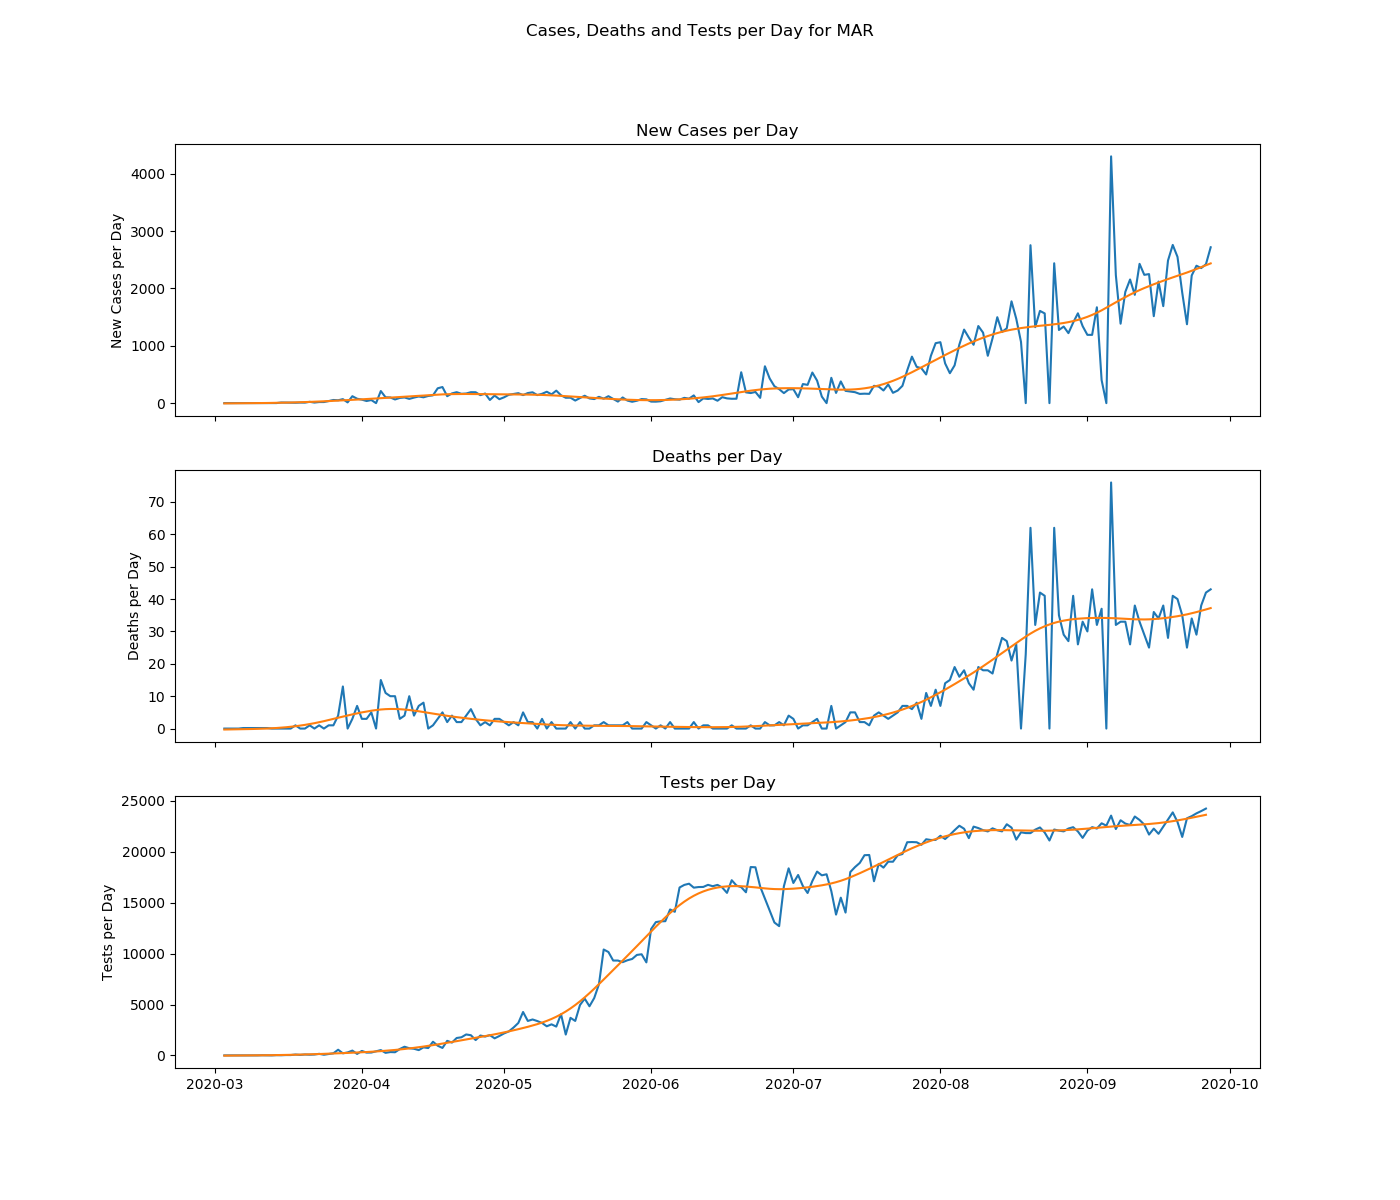 Cases, Deaths and Tests per Day for MAR
New Cases per Day
New Cases per Day
4000
3000
2000
1000
0
Deaths per Day
Deaths per Day
70
60
50
40
30
20
10
0
Tests per Day
Tests per Day
25000
20000
15000
10000
5000
0
2020-03 2020-04 2020-05 2020-06 2020-07 2020-08 2020-09 2020-10